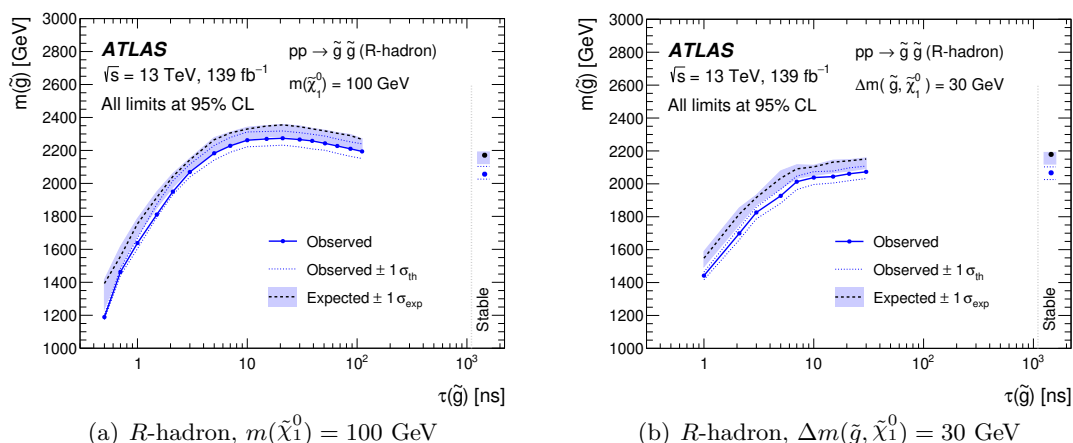 m(g̃) [GeV]
3000
2800
2600
2400
2200
2000
1800
1600
1400
1200
1000
ATLAS
√s = 13 TeV, 139 fb⁻¹
All limits at 95% CL
pp → g̃ g̃ (R-hadron)
m(χ̃⁰₁) = 100 GeV
Observed
Observed ± 1 σ_th
Expected ± 1 σ_exp
Stable
1 10 10² 10³
τ(g̃) [ns]
(a) R-hadron, m(χ̃⁰₁) = 100 GeV
m(g̃) [GeV]
3000
2800
2600
2400
2200
2000
1800
1600
1400
1200
1000
ATLAS
√s = 13 TeV, 139 fb⁻¹
All limits at 95% CL
pp → g̃ g̃ (R-hadron)
Δm(g̃, χ̃⁰₁) = 30 GeV
Observed
Observed ± 1 σ_th
Expected ± 1 σ_exp
Stable
1 10 10² 10³
τ(g̃) [ns]
(b) R-hadron, Δm(g̃, χ̃⁰₁) = 30 GeV